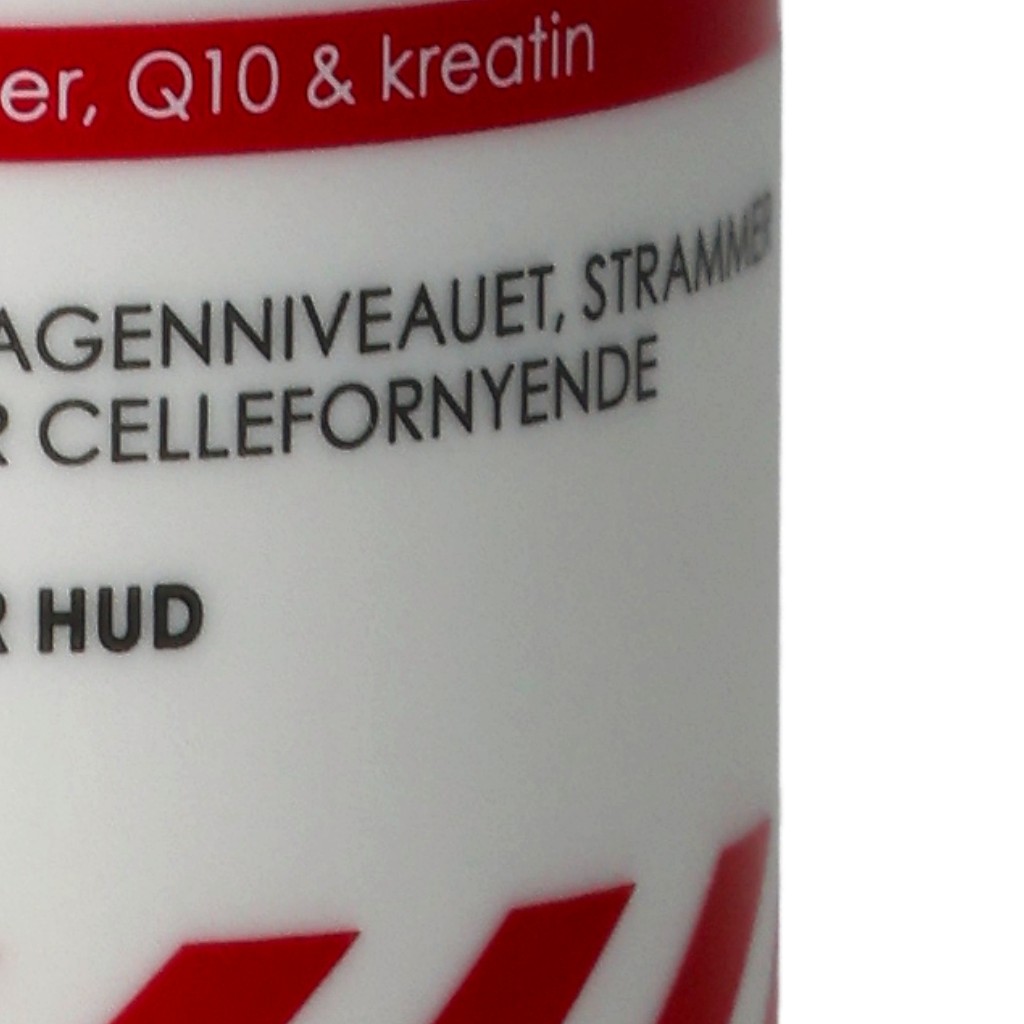 er, Q10 & kreatin
AGENNIVEAUET, STRAMMER
R CELLEFORNYENDE
R HUD